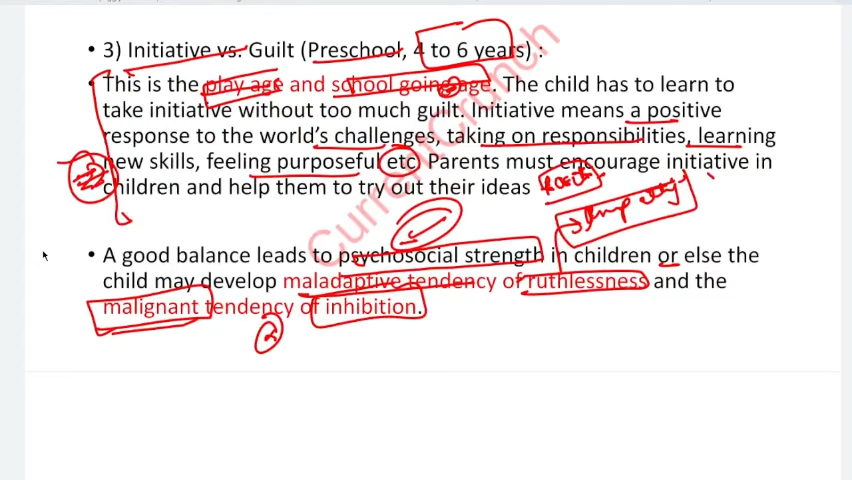 • 3) Initiative vs. Guilt (Preschool, 4 to 6 years) :
• This is the play age and school going age. The child has to learn to
take initiative without too much guilt. Initiative means a positive
response to the world's challenges, taking on responsibilities, learning
new skills, feeling purposeful etc Parents must encourage initiative in
children and help them to try out their ideas
• A good balance leads to psychosocial strength in children or else the
child may develop maladaptive tendency of ruthlessness and the
malignant tendency of inhibition.
CurrentCrunch